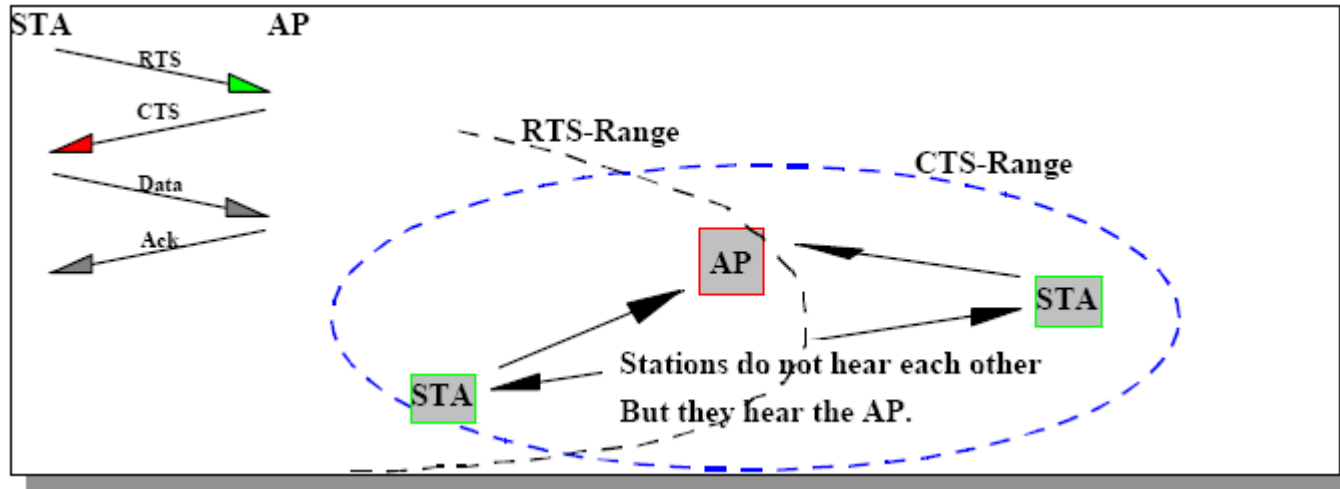 STA AP
RTS
CTS
Data
Ack
RTS-Range
CTS-Range
AP
STA
STA
Stations do not hear each other
But they hear the AP.